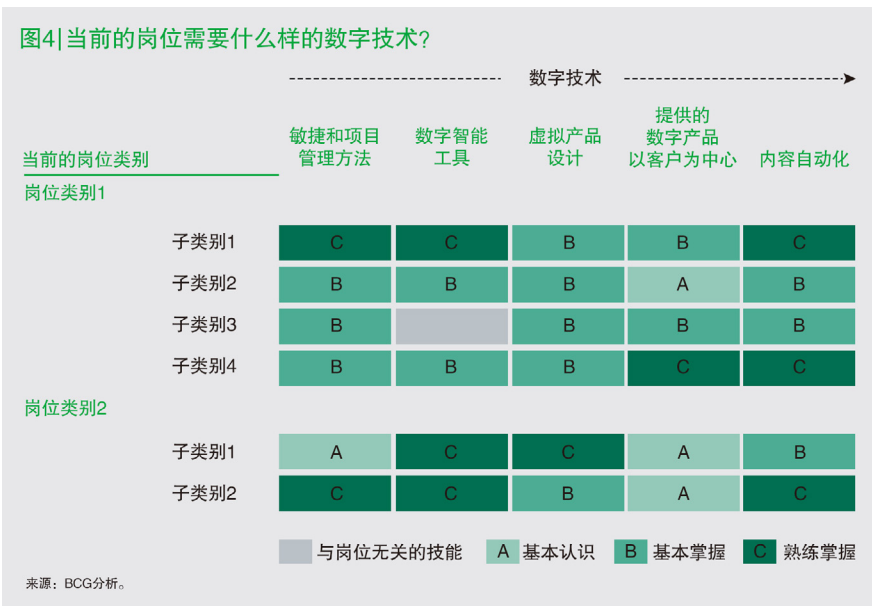 图4|当前的岗位需要什么样的数字技术?
数字技术
当前的岗位类别
敏捷和项目
管理方法
数字智能
工具
虚拟产品
设计
提供的
数字产品
以客户为中心
内容自动化
岗位类别1
子类别1 C C B B C
子类别2 B B B A B
子类别3 B B B B
子类别4 B B B C C
岗位类别2
子类别1 A C C A B
子类别2 C C B A C
与岗位无关的技能 A 基本认识 B 基本掌握 C 熟练掌握
来源：BCG分析。